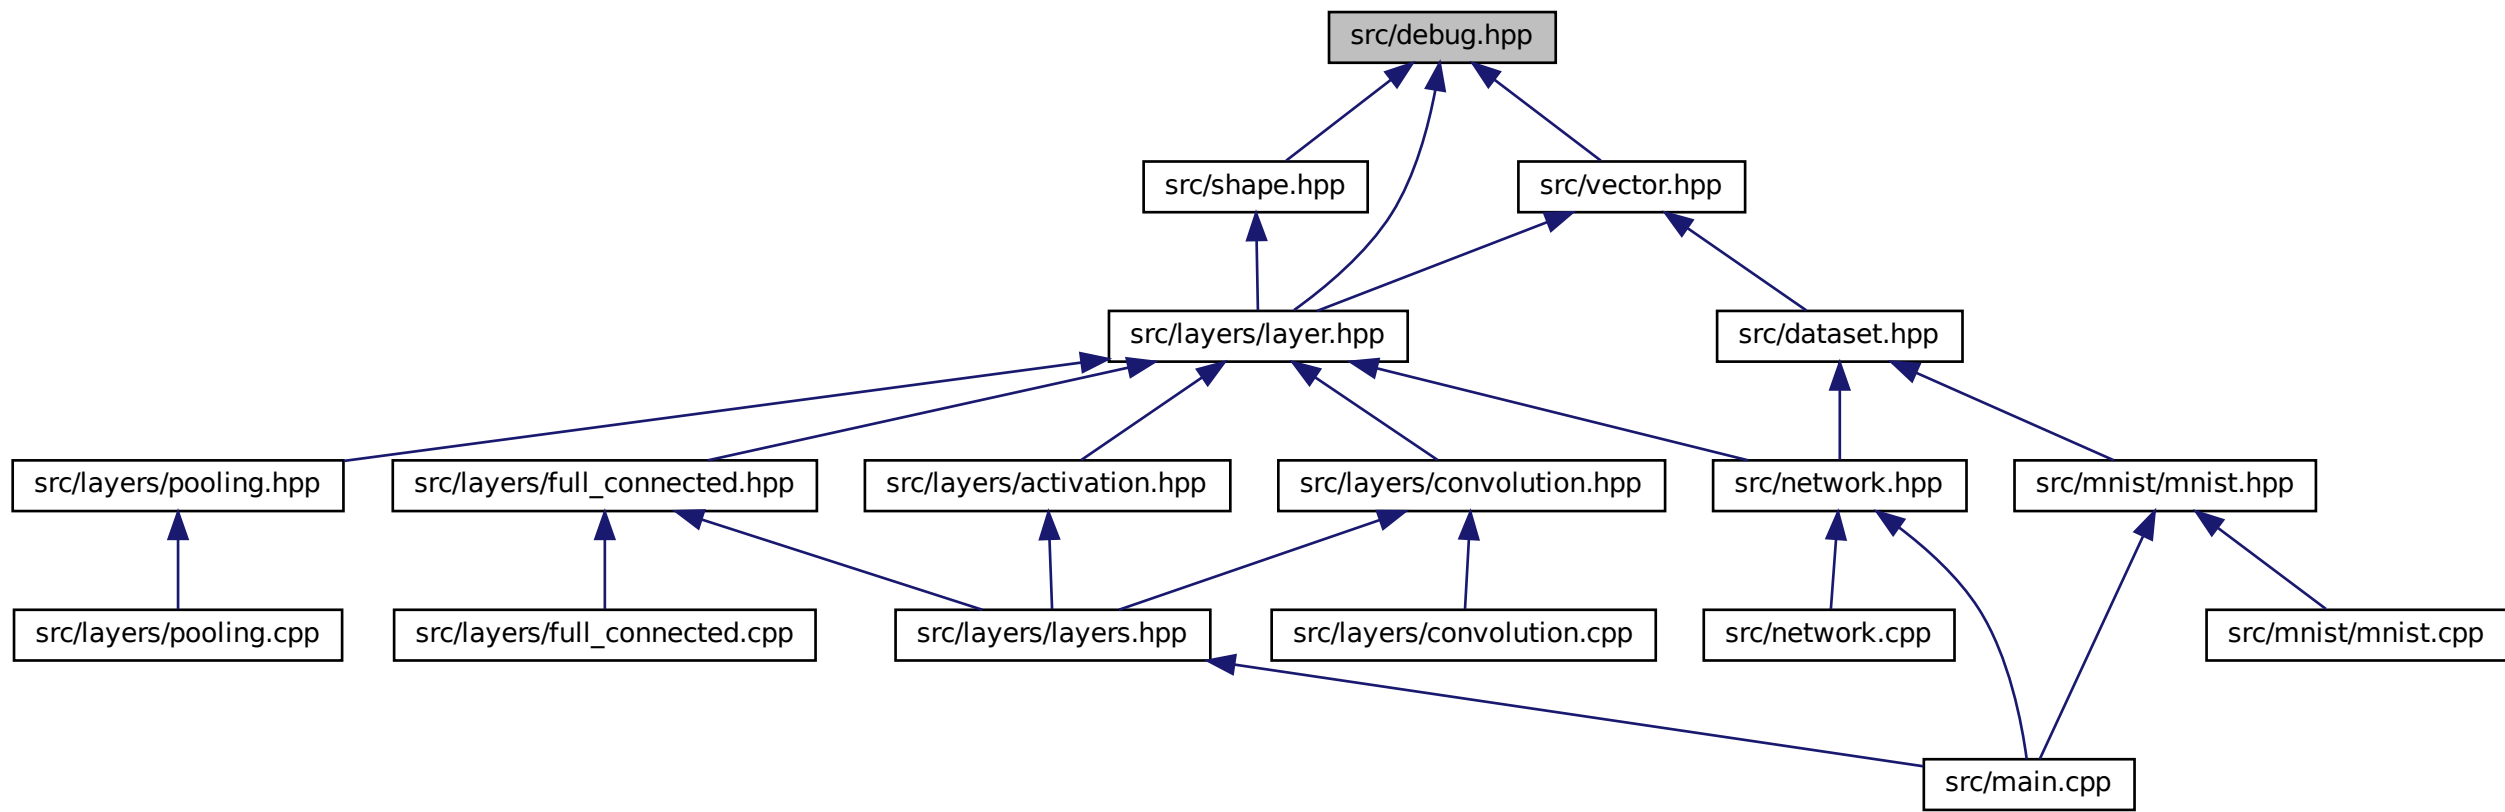 src/debug.hpp
src/shape.hpp
src/vector.hpp
src/layers/layer.hpp
src/dataset.hpp
src/layers/pooling.hpp
src/layers/full_connected.hpp
src/layers/activation.hpp
src/layers/convolution.hpp
src/network.hpp
src/mnist/mnist.hpp
src/layers/pooling.cpp
src/layers/full_connected.cpp
src/layers/layers.hpp
src/layers/convolution.cpp
src/network.cpp
src/mnist/mnist.cpp
src/main.cpp